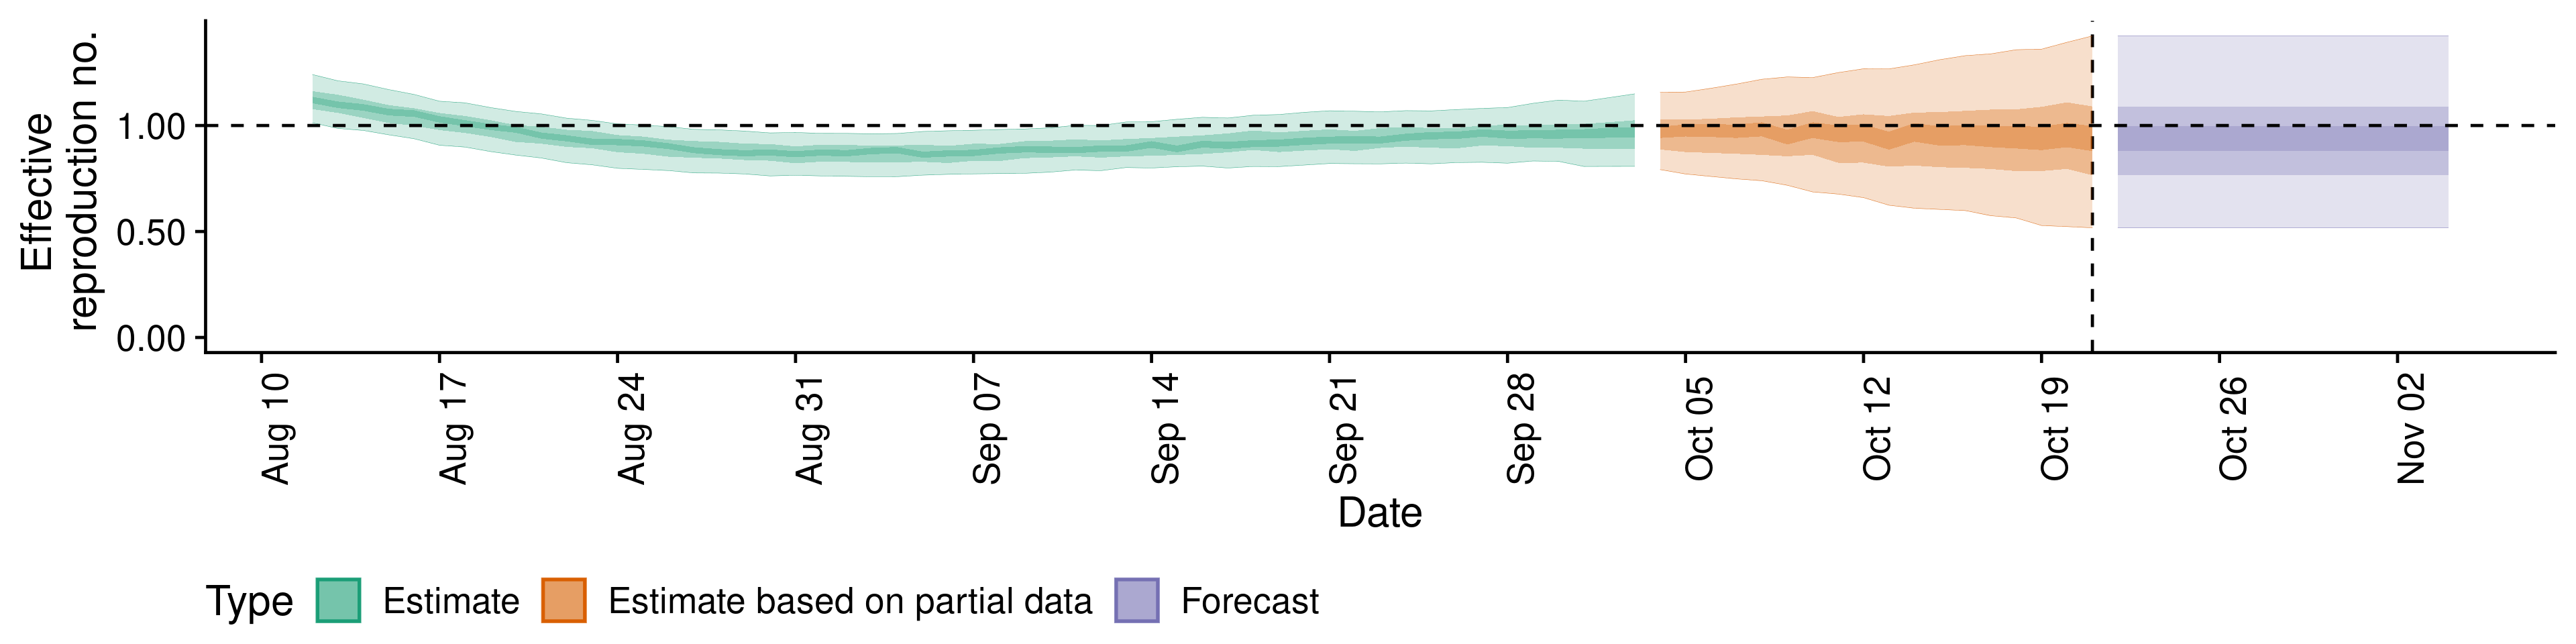 Effective
reproduction no.
1.00
0.50
0.00
Aug 10
Aug 17
Aug 24
Aug 31
Sep 07
Sep 14
Sep 21
Sep 28
Oct 05
Oct 12
Oct 19
Oct 26
Nov 02
Date
Type
Estimate
Estimate based on partial data
Forecast